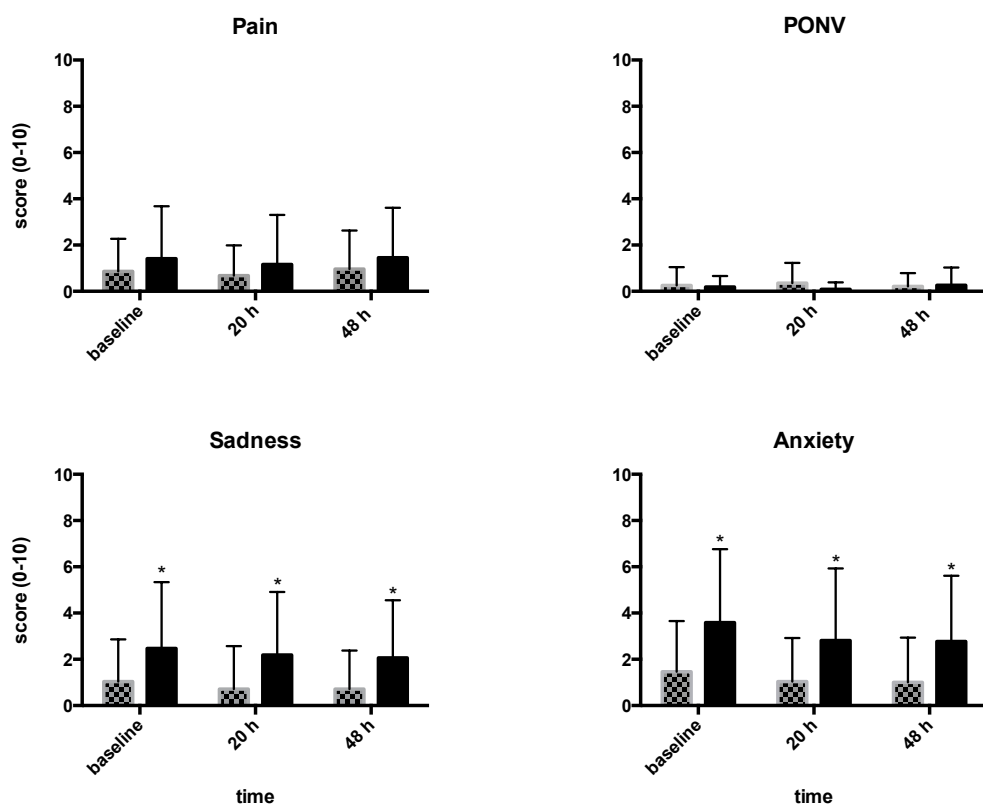 Pain
10
8
6
4
2
0
score (0-10)
baseline
20 h
48 h
PONV
10
8
6
4
2
0
baseline
20 h
48 h
Sadness
10
8
6
4
2
0
score (0-10)
*
*
*
baseline
20 h
48 h
time
Anxiety
10
8
6
4
2
0
*
*
*
baseline
20 h
48 h
time